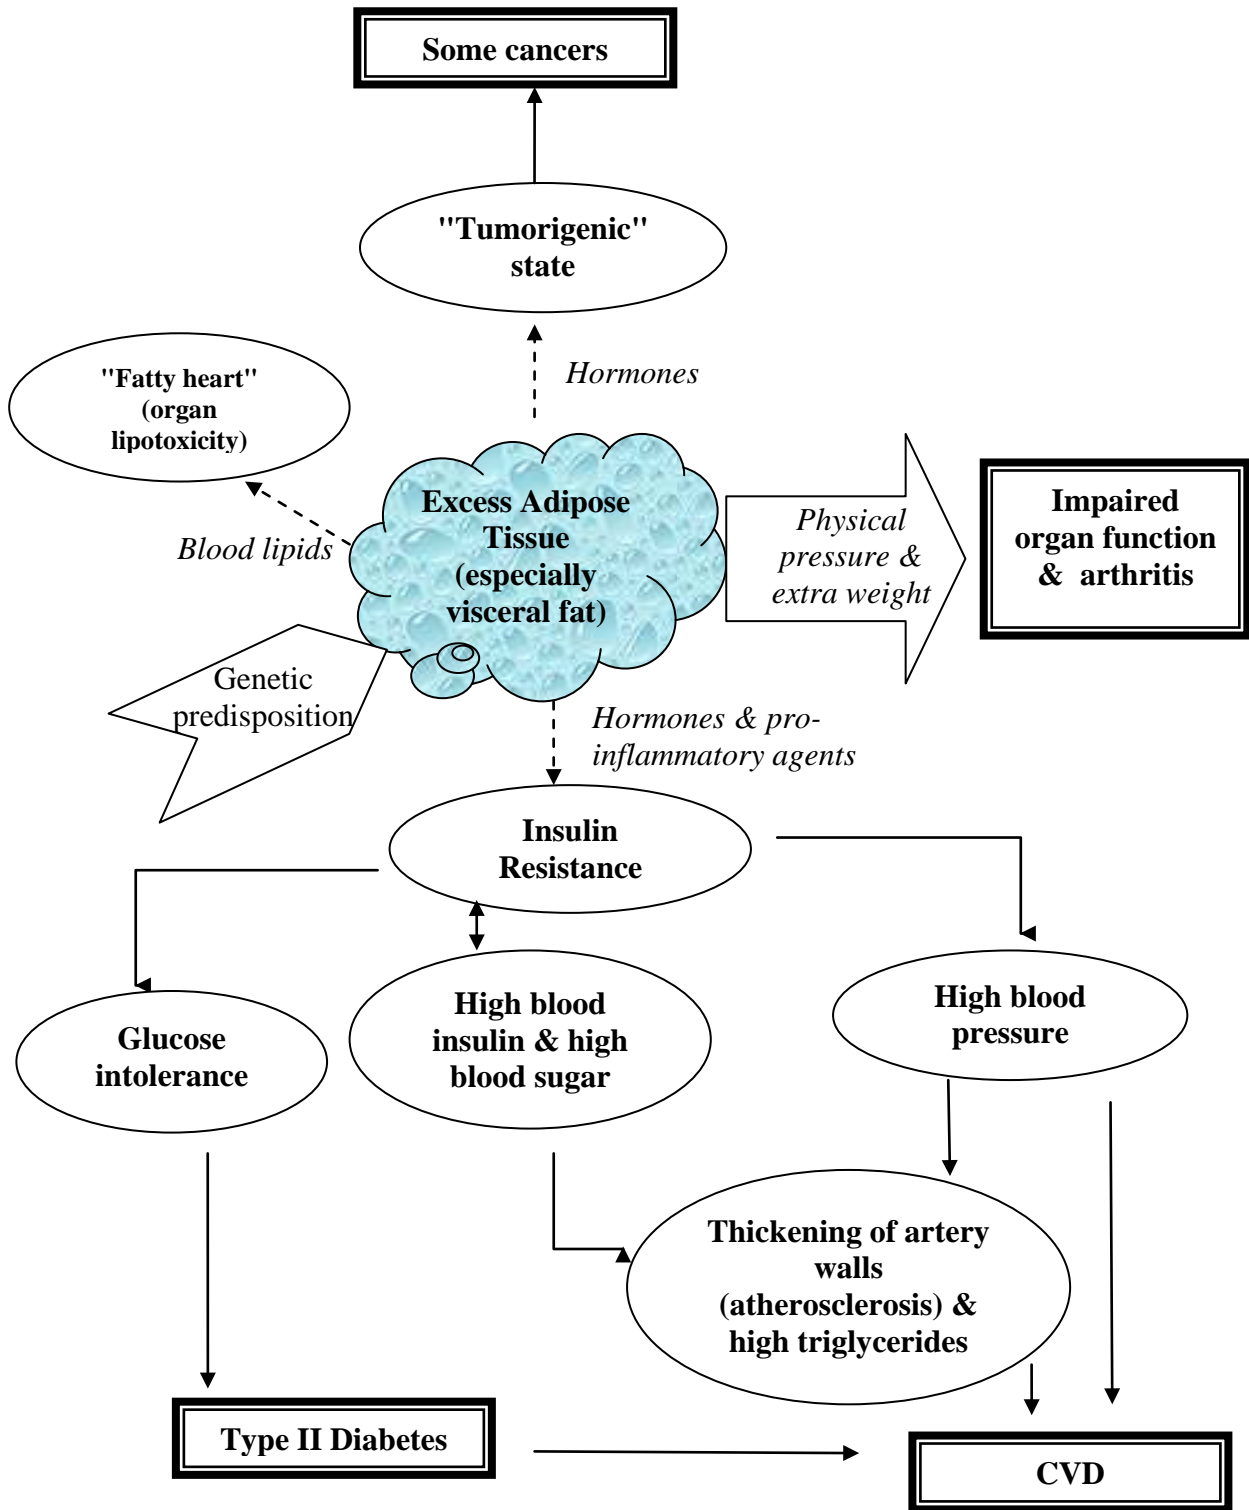 Some cancers
"Tumorigenic"
state
Hormones
"Fatty heart"
(organ
lipotoxicity)
Blood lipids
Excess Adipose
Tissue
(especially
visceral fat)
Physical
pressure &
extra weight
Impaired
organ function
& arthritis
Genetic
predisposition
Hormones & pro-
inflammatory agents
Insulin
Resistance
Glucose
intolerance
High blood
insulin & high
blood sugar
High blood
pressure
Thickening of artery
walls
(atherosclerosis) &
high triglycerides
Type II Diabetes
CVD